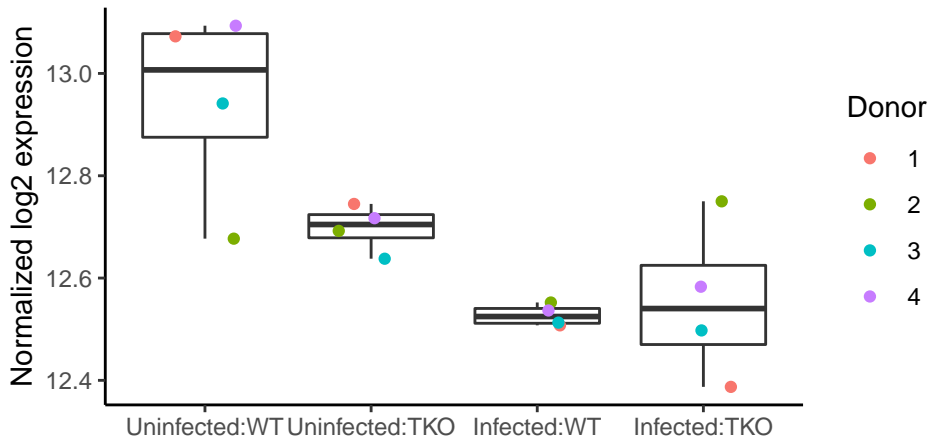 Normalized log2 expression
13.0
12.8
12.6
12.4
Uninfected:WT Uninfected:TKO Infected:WT Infected:TKO
Donor
1
2
3
4